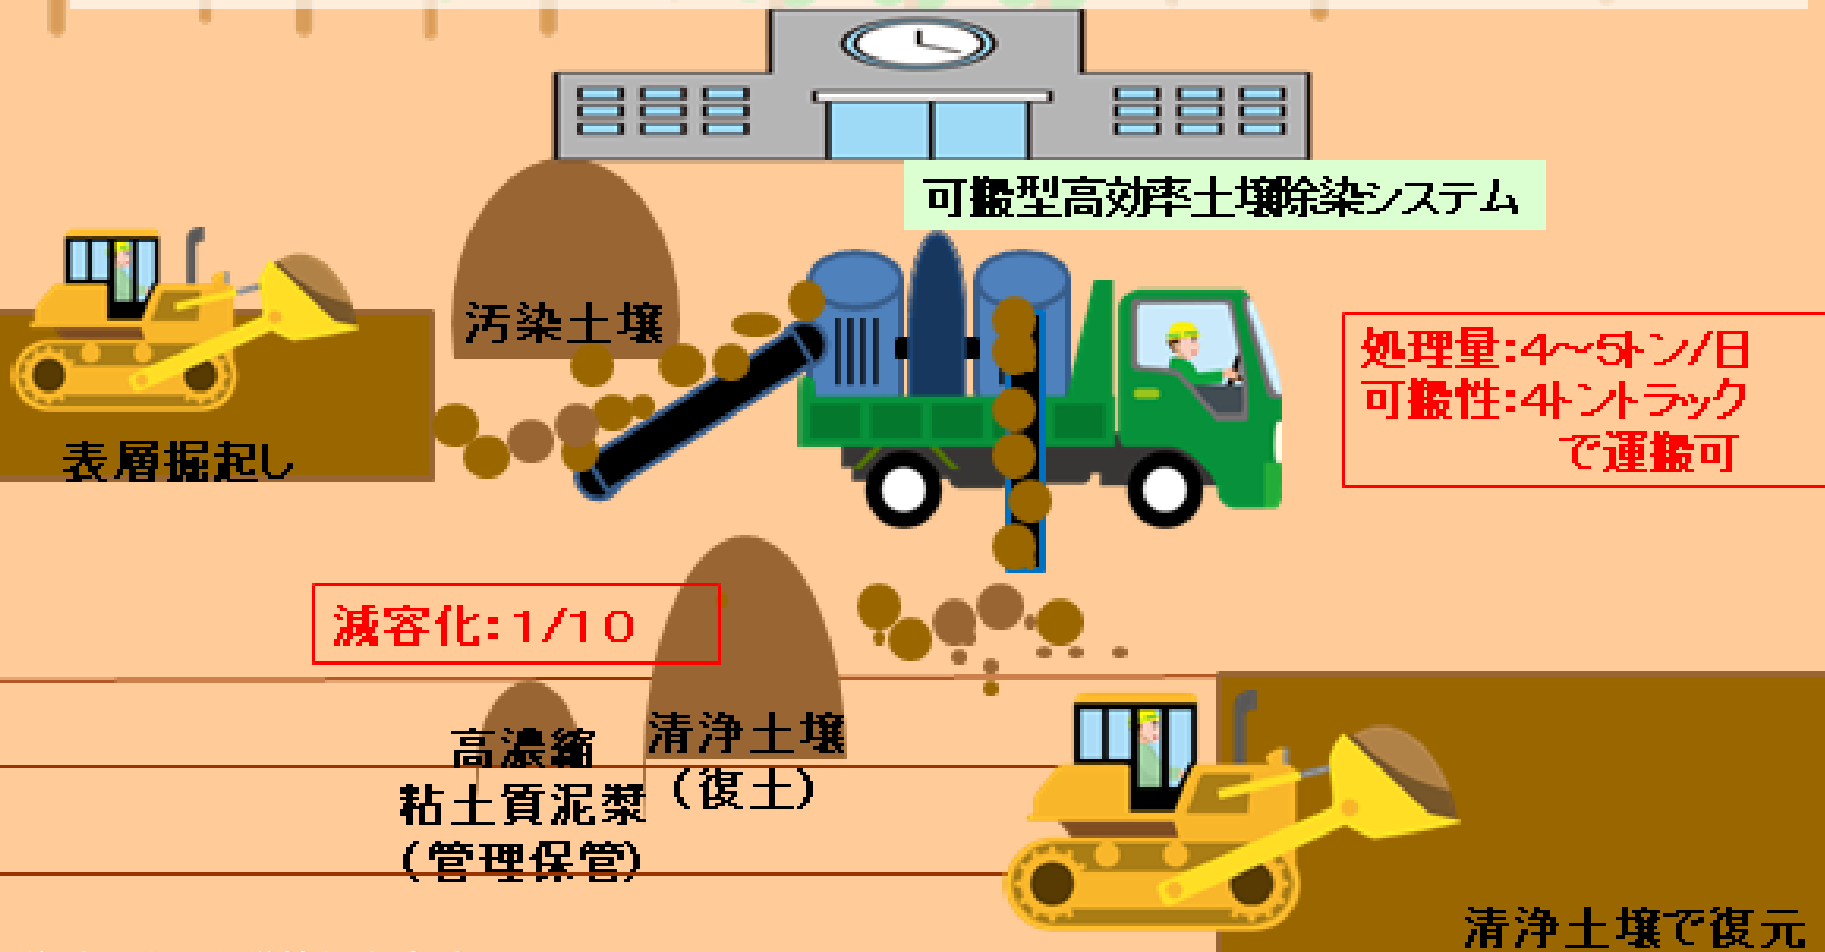 可搬型高効率土壌除染システム
汚染土壌
処理量:4～5トン/日
可搬性:4トントラック
で運搬可
表層掘起し
減容化:1/10
高濃縮
粘土質泥漿
(管理保管)
清浄土壌
(復土)
清浄土壌で復元